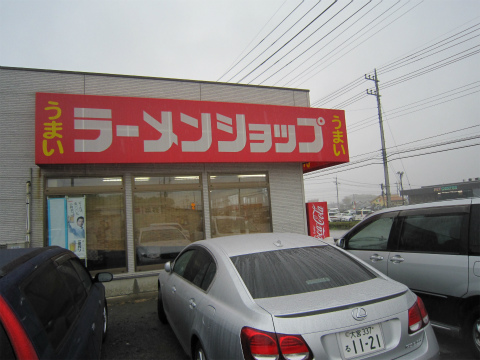 うまい ラーメンショップ うまい
Coca-Cola
大宮 337
る 11-21